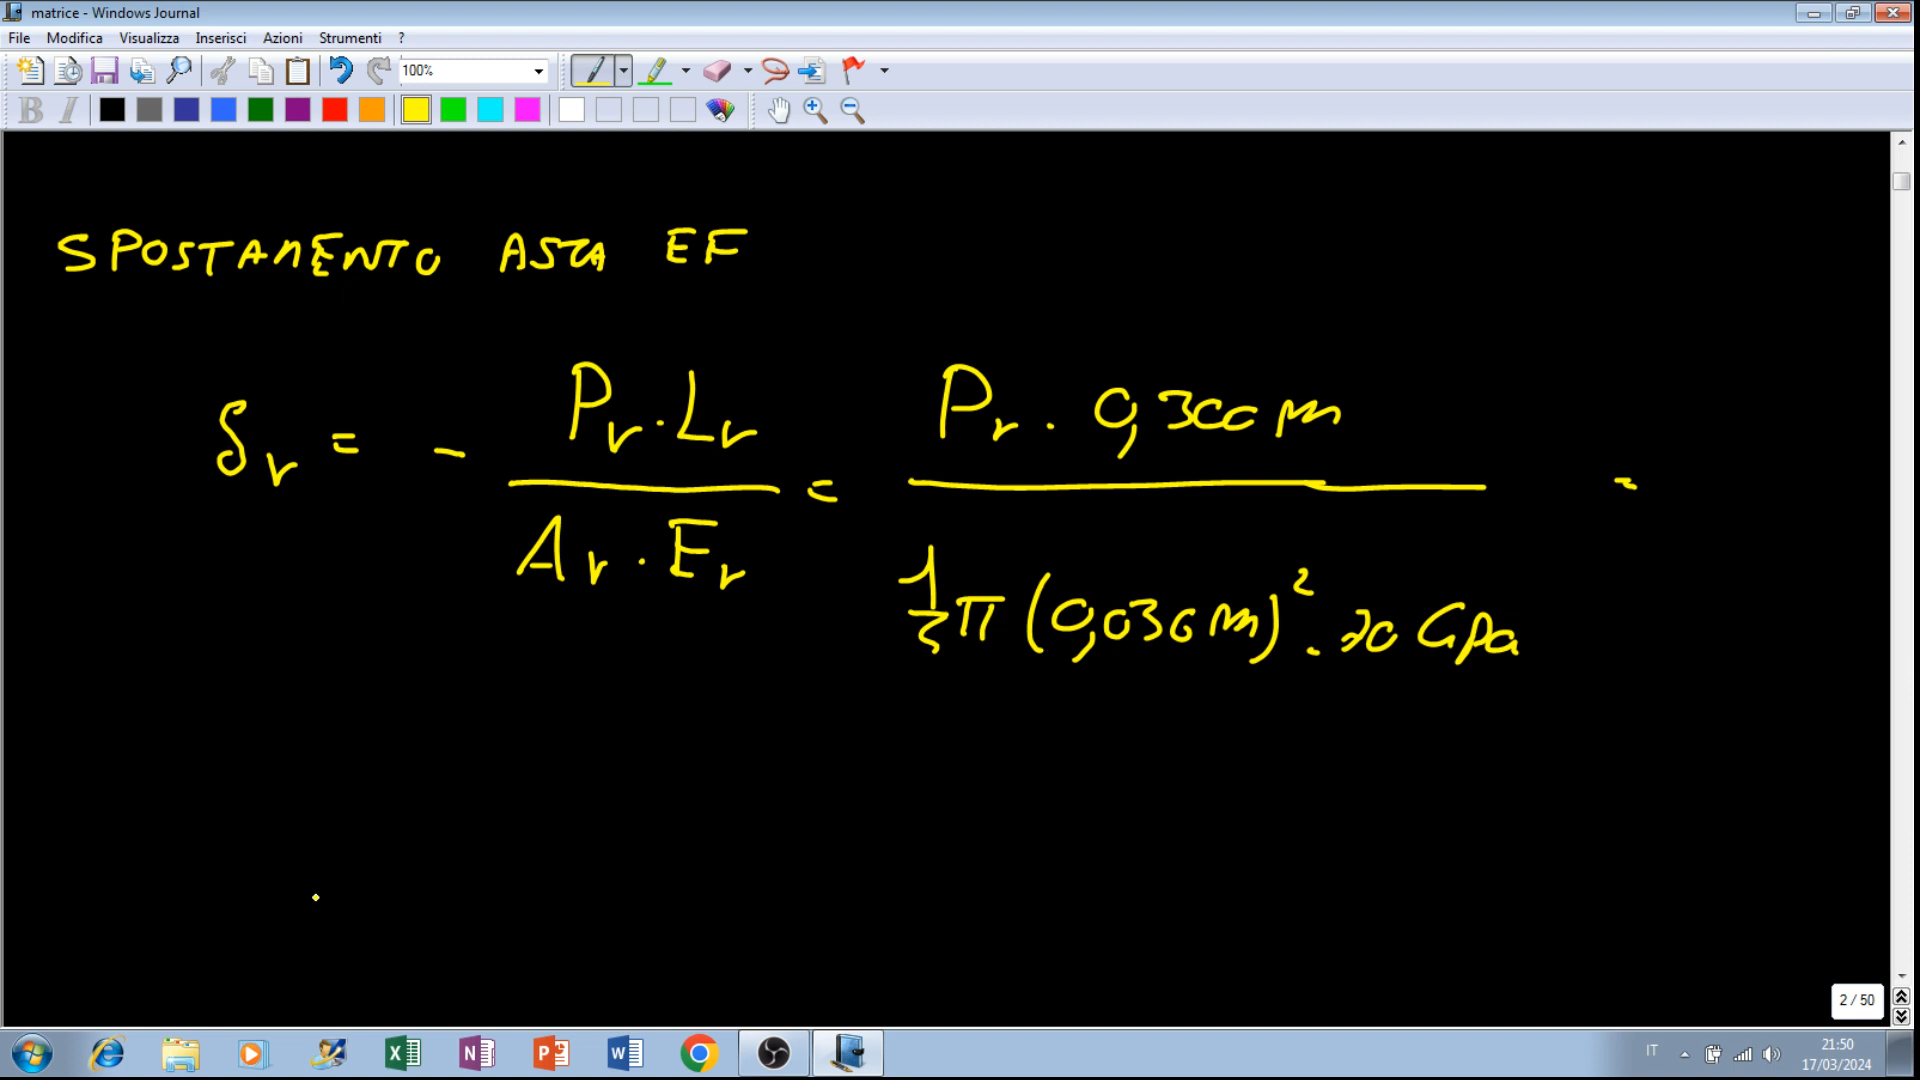 matrice - Windows Journal
File Modifica Visualizza Inserisci Azioni Strumenti ?
100%
B I
SPOSTAMENTO ASTA EF
δr = - Pr · Lr / Ar · Er = Pr · 0,300 m / 1/4 π (0,030 m)² · 70 Gpa =
2 / 50
IT
21:50
17/03/2024